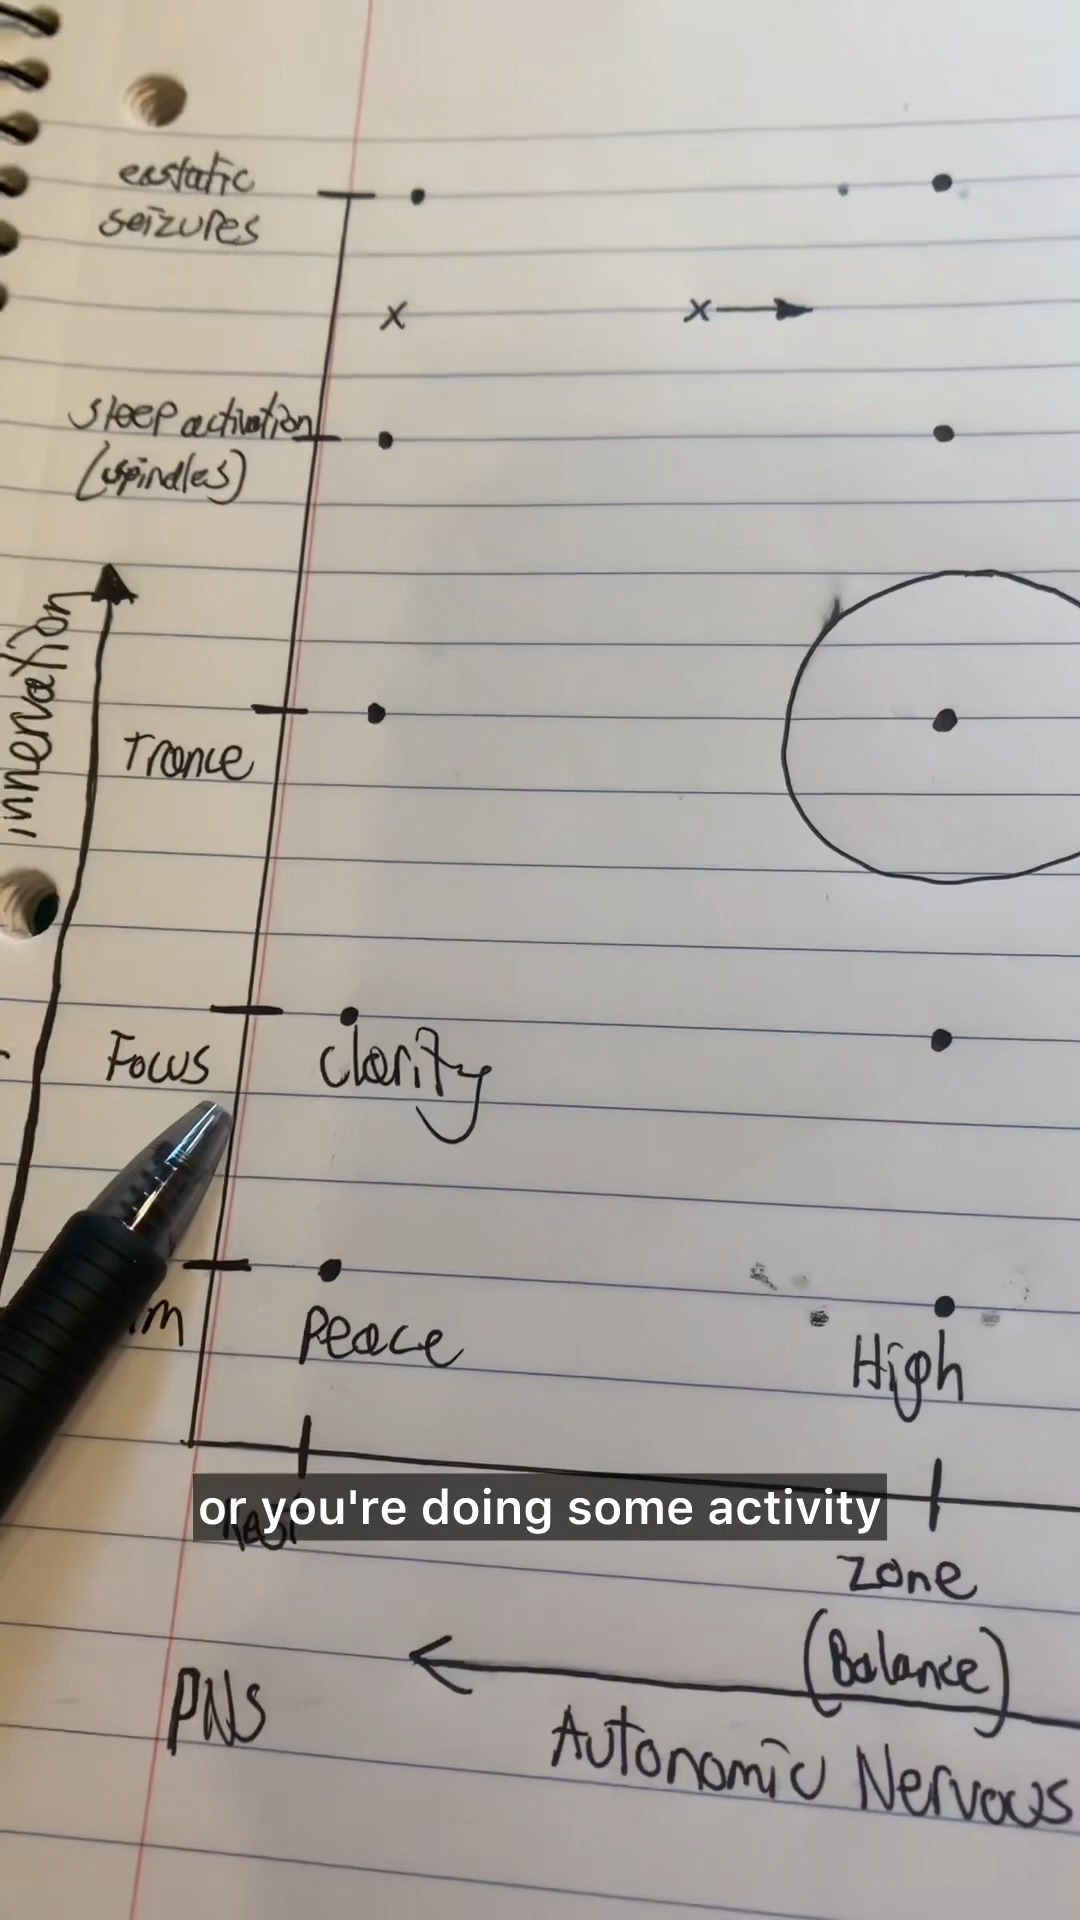 ecstatic
seizures
x x
sleep activation
(spindles)
innervation
Trance
Focus clarity
Peace
High
or you're doing some activity
zone
(Balance)
PNS
Autonomic Nervous